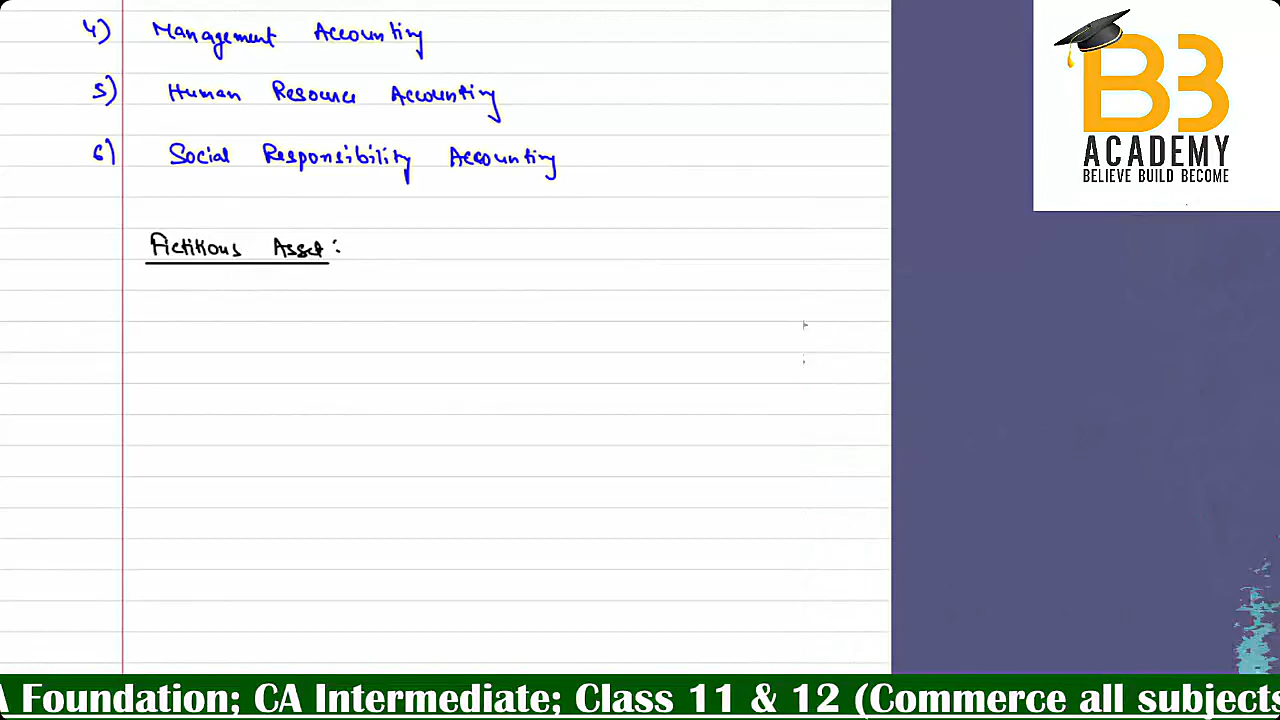 4) Management Accounting
5) Human Resource Accounting
6) Social Responsibility Accounting
Fictitious Asset:
B3
ACADEMY
BELIEVE BUILD BECOME
A Foundation; CA Intermediate; Class 11 & 12 (Commerce all subjects